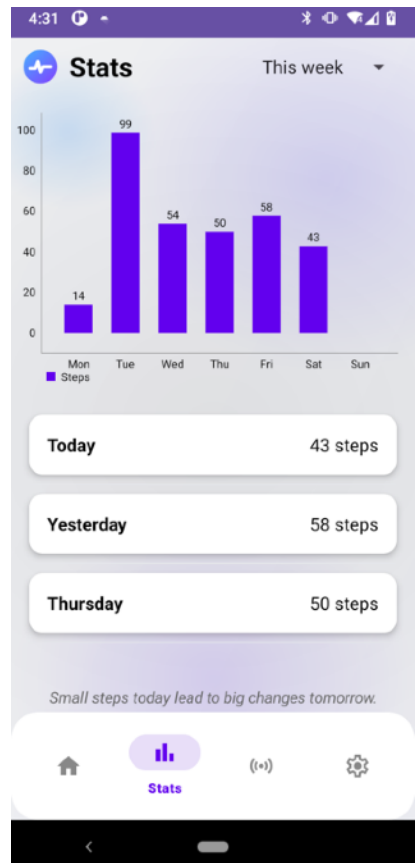 4:31
Stats
This week
100
80
60
40
20
0
14
99
54
50
58
43
Mon Tue Wed Thu Fri Sat Sun
Steps
Today 43 steps
Yesterday 58 steps
Thursday 50 steps
Small steps today lead to big changes tomorrow.
Stats